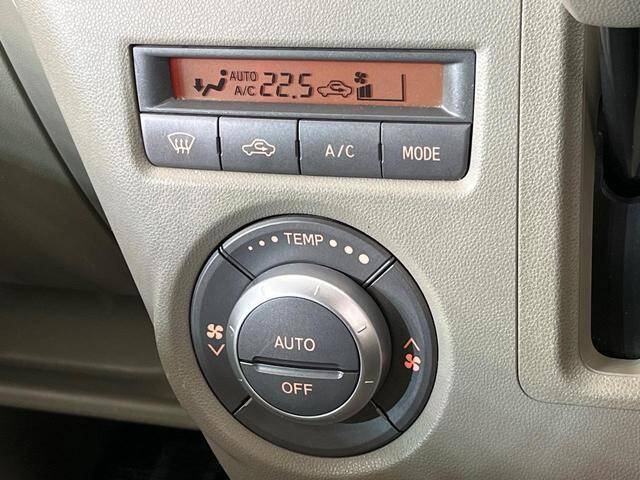 AUTO
A/C 22.5
A/C MODE
TEMP
AUTO
OFF